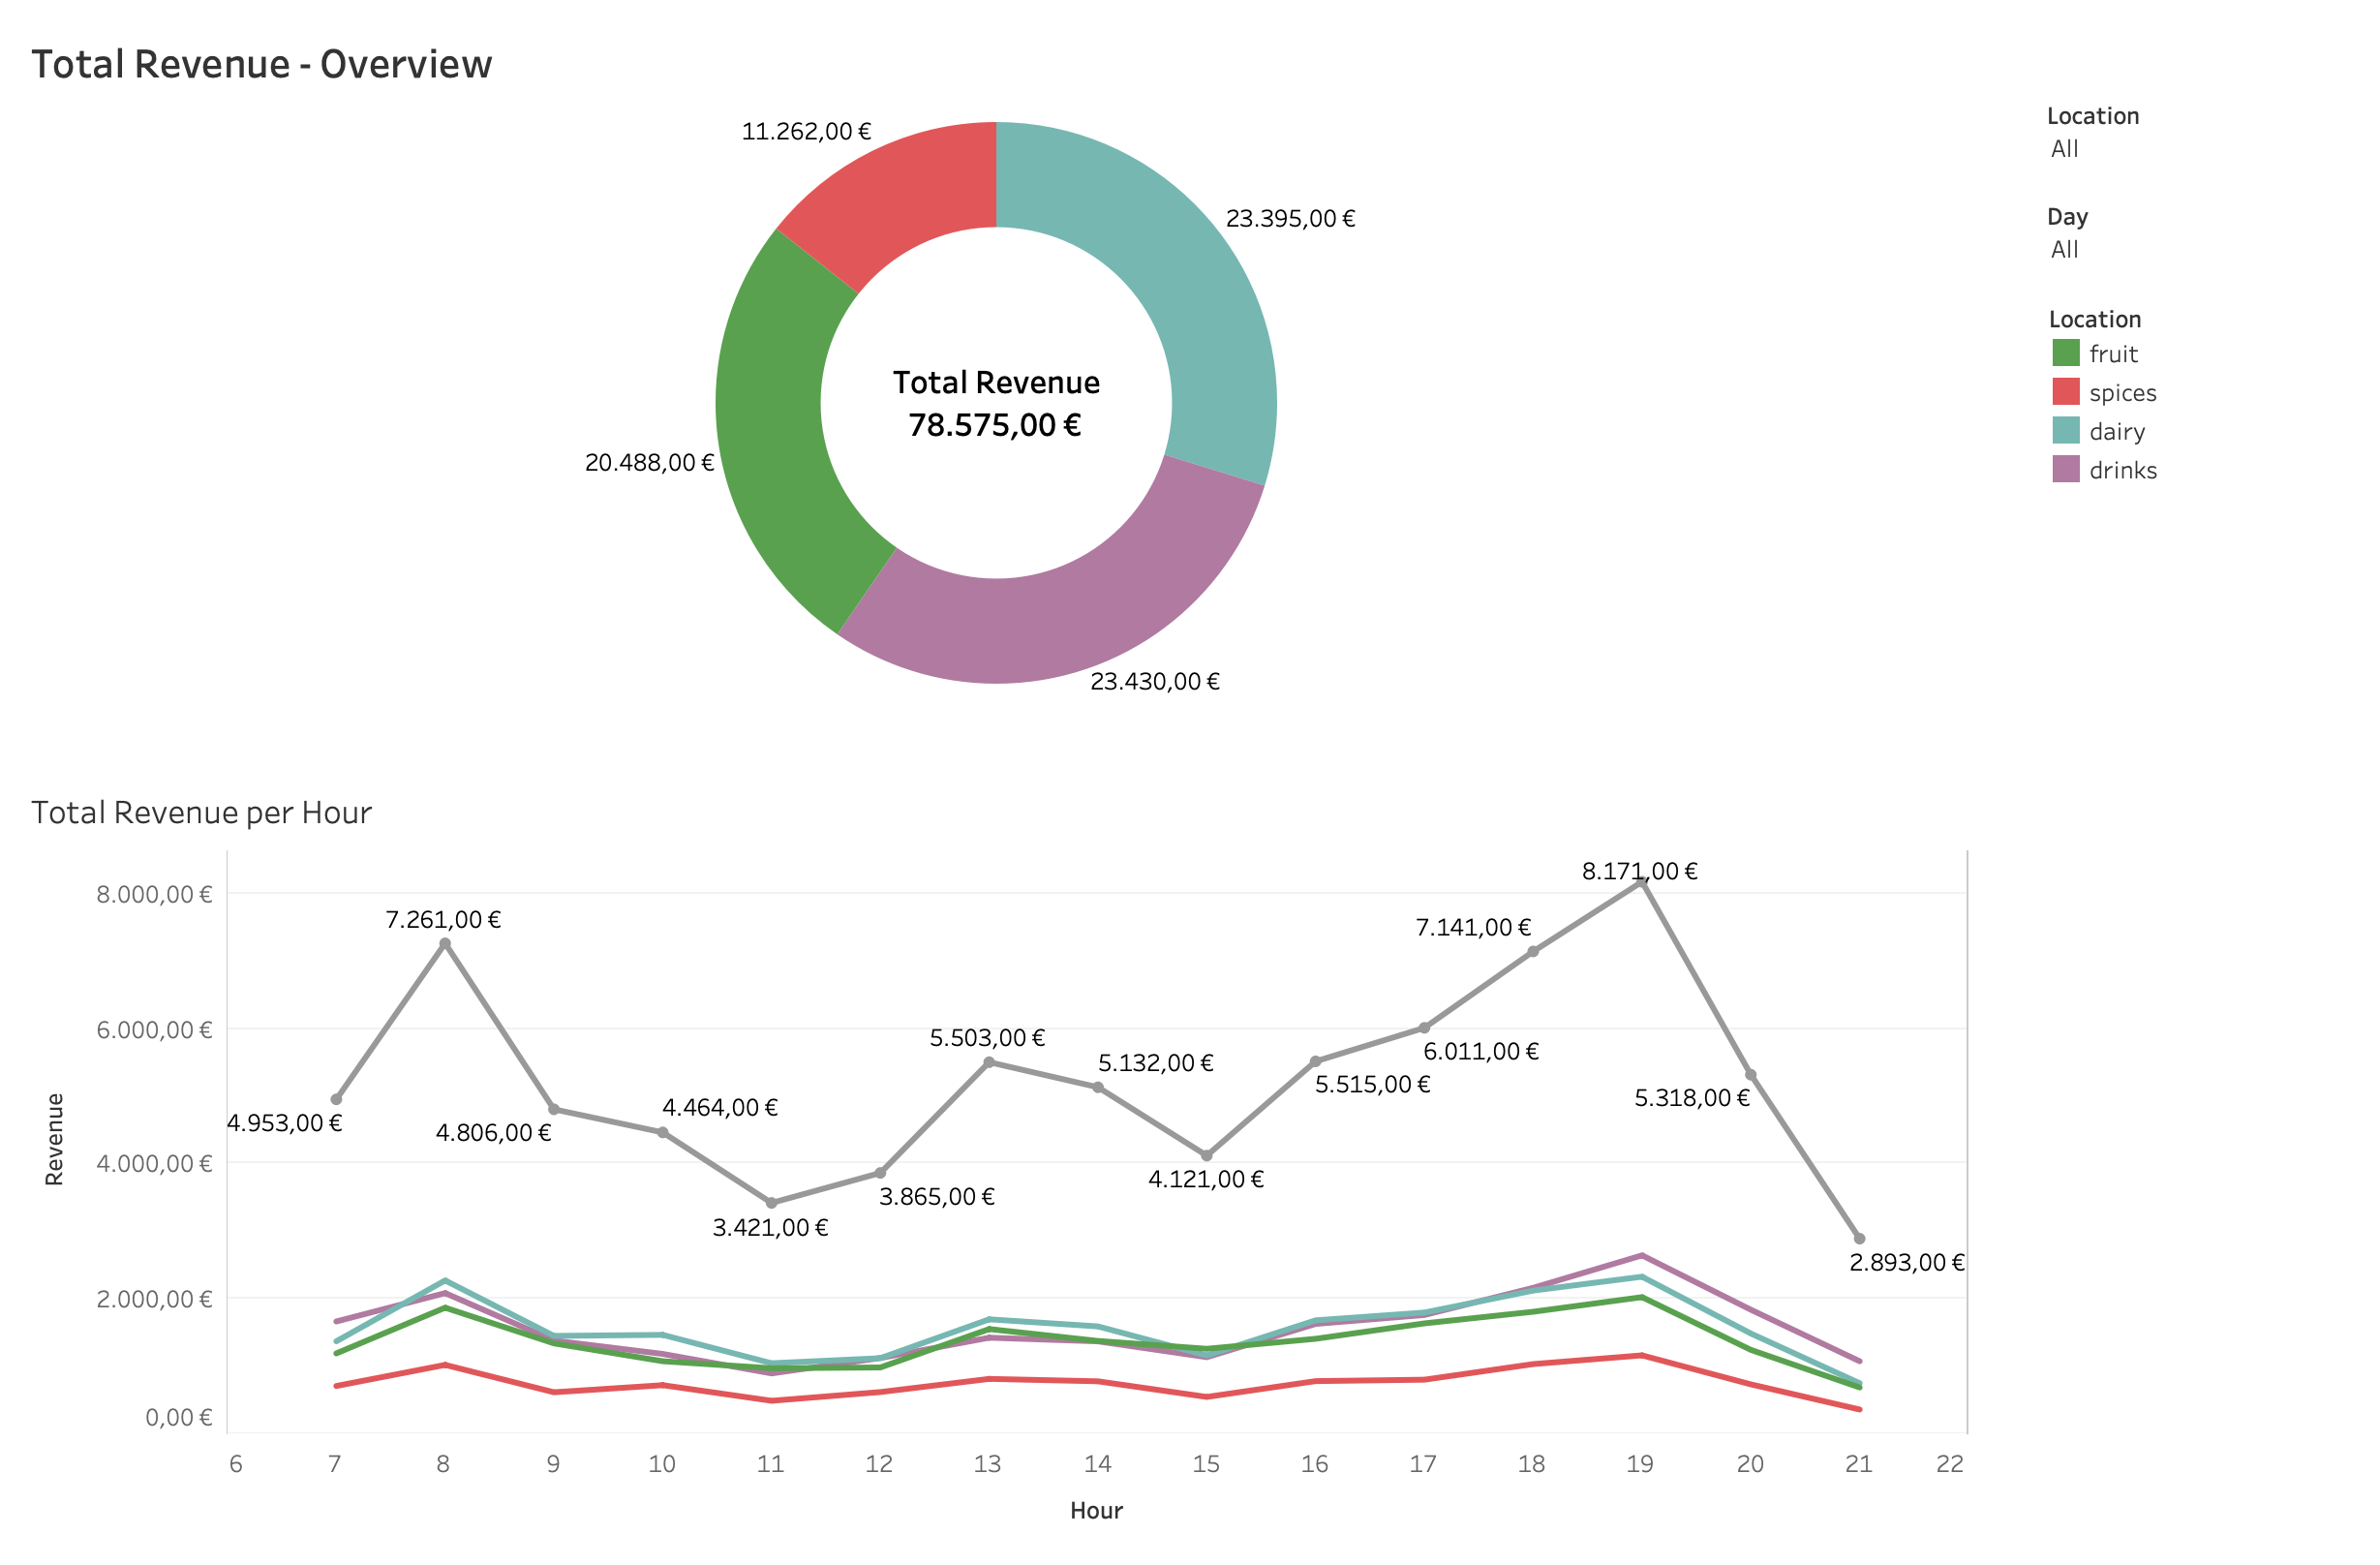 Total Revenue - Overview
11.262,00 €
23.395,00 €
20.488,00 €
23.430,00 €
Total Revenue
78.575,00 €
Location
All
Day
All
Location
fruit
spices
dairy
drinks
Total Revenue per Hour
Revenue
8.000,00 €
6.000,00 €
4.000,00 €
2.000,00 €
0,00 €
4.953,00 €
7.261,00 €
4.806,00 €
4.464,00 €
3.421,00 €
3.865,00 €
5.503,00 €
5.132,00 €
4.121,00 €
5.515,00 €
6.011,00 €
7.141,00 €
8.171,00 €
5.318,00 €
2.893,00 €
6 7 8 9 10 11 12 13 14 15 16 17 18 19 20 21 22
Hour